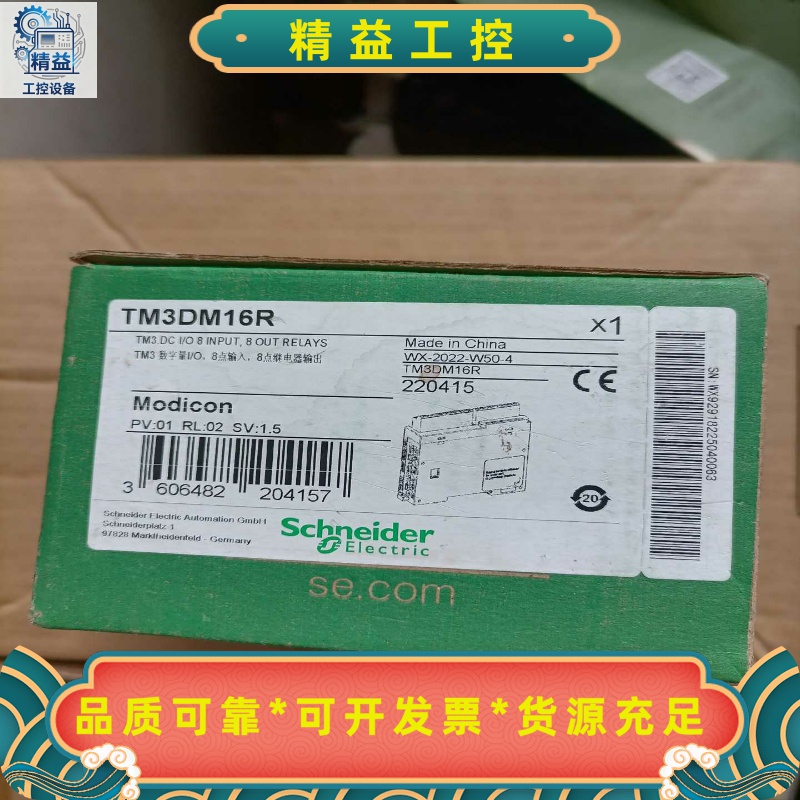 精益工控
精益
工控设备
TM3DM16R
x1
TM3 DC I/O 8 INPUT, 8 OUT RELAYS
TM3 数字量I/O，8点输入，8点继电器输出
Made in China
WX-2022-W50-4
TM3DM16R
220415
CE
Modicon
PV:01 RL:02 SV:1.5
3 606482 204157
20
Schneider Electric Automation GmbH
Schneiderplatz 1
97828 Marktheidenfeld - Germany
Schneider
Electric
SN:WX92918225040063
se.com
品质可靠*可开发票*货源充足